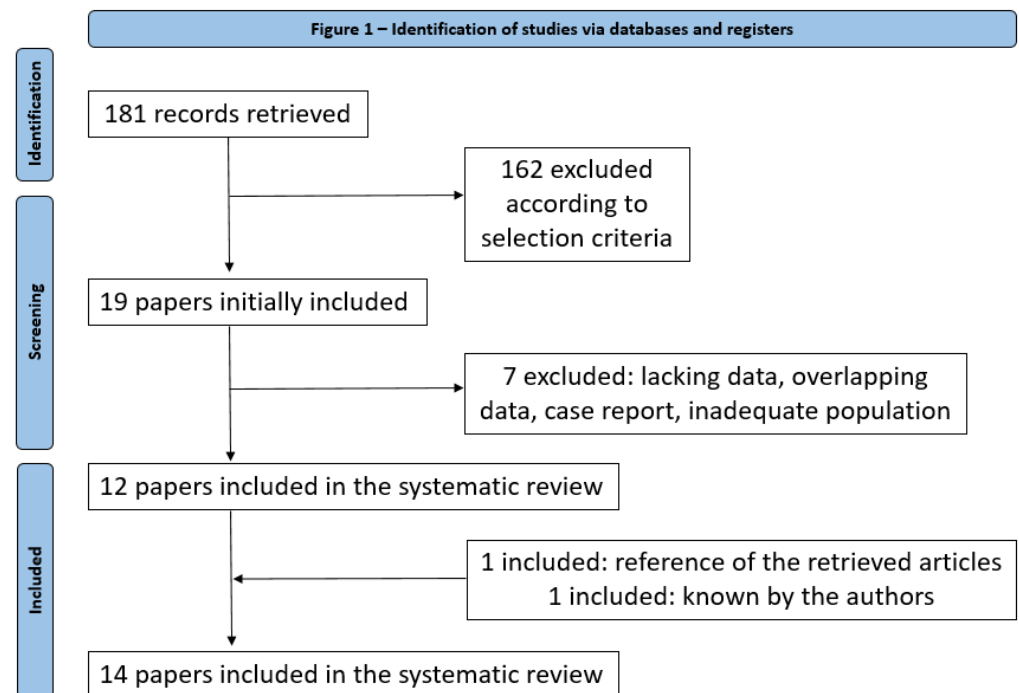 Figure 1 – Identification of studies via databases and registers
Identification
181 records retrieved
162 excluded
according to
selection criteria
Screening
19 papers initially included
7 excluded: lacking data, overlapping
data, case report, inadequate population
Included
12 papers included in the systematic review
1 included: reference of the retrieved articles
1 included: known by the authors
14 papers included in the systematic review